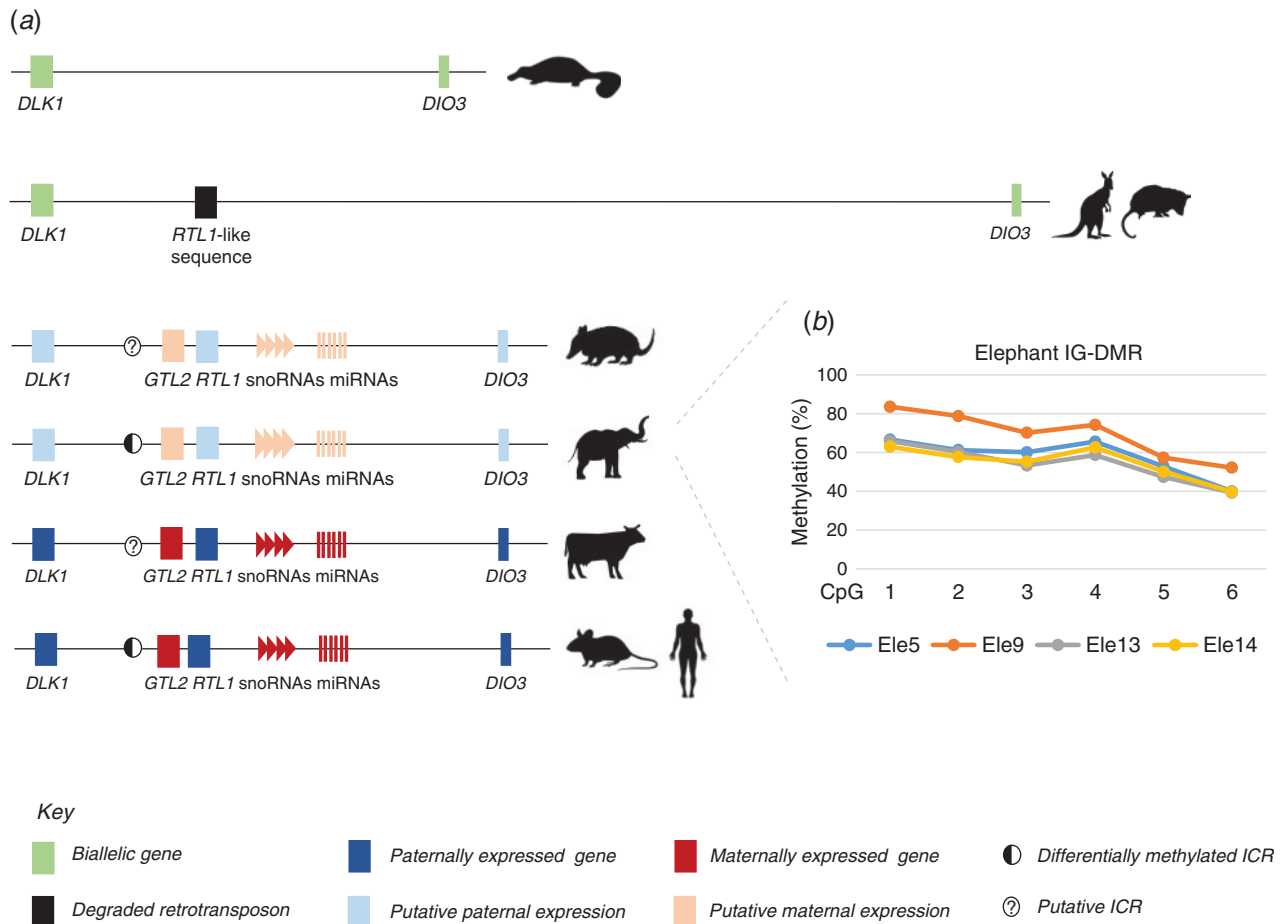 (a)
DLK1 DIO3
DLK1 RTL1-like sequence DIO3
DLK1 ? GTL2 RTL1 snoRNAs miRNAs DIO3
DLK1 GTL2 RTL1 snoRNAs miRNAs DIO3
DLK1 ? GTL2 RTL1 snoRNAs miRNAs DIO3
DLK1 GTL2 RTL1 snoRNAs miRNAs DIO3
(b)
Elephant IG-DMR
Methylation (%)
100
80
60
40
20
0
CpG 1 2 3 4 5 6
Ele5 Ele9 Ele13 Ele14
Key
Biallelic gene
Paternally expressed gene
Maternally expressed gene
Differentially methylated ICR
Degraded retrotransposon
Putative paternal expression
Putative maternal expression
? Putative ICR